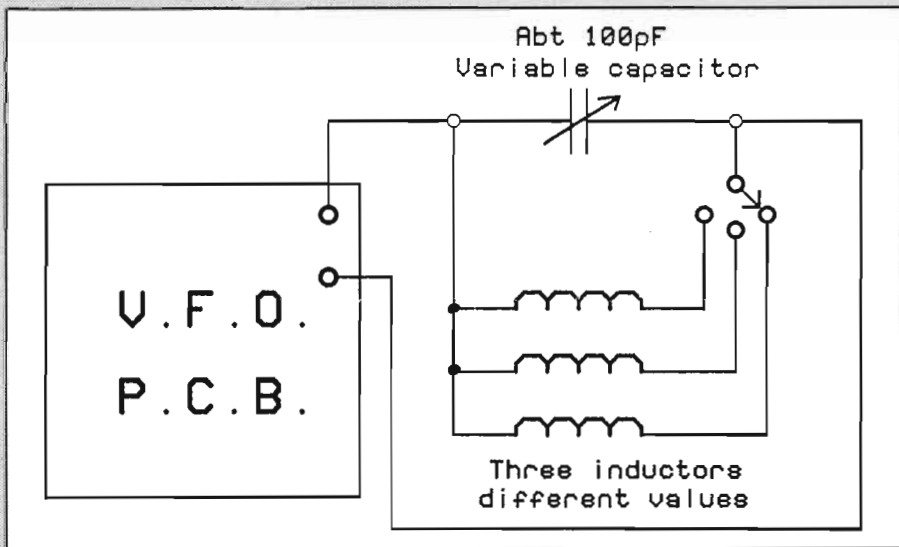 Abt 100pF
Variable capacitor
V.F.O.
P.C.B.
Three inductors
different values